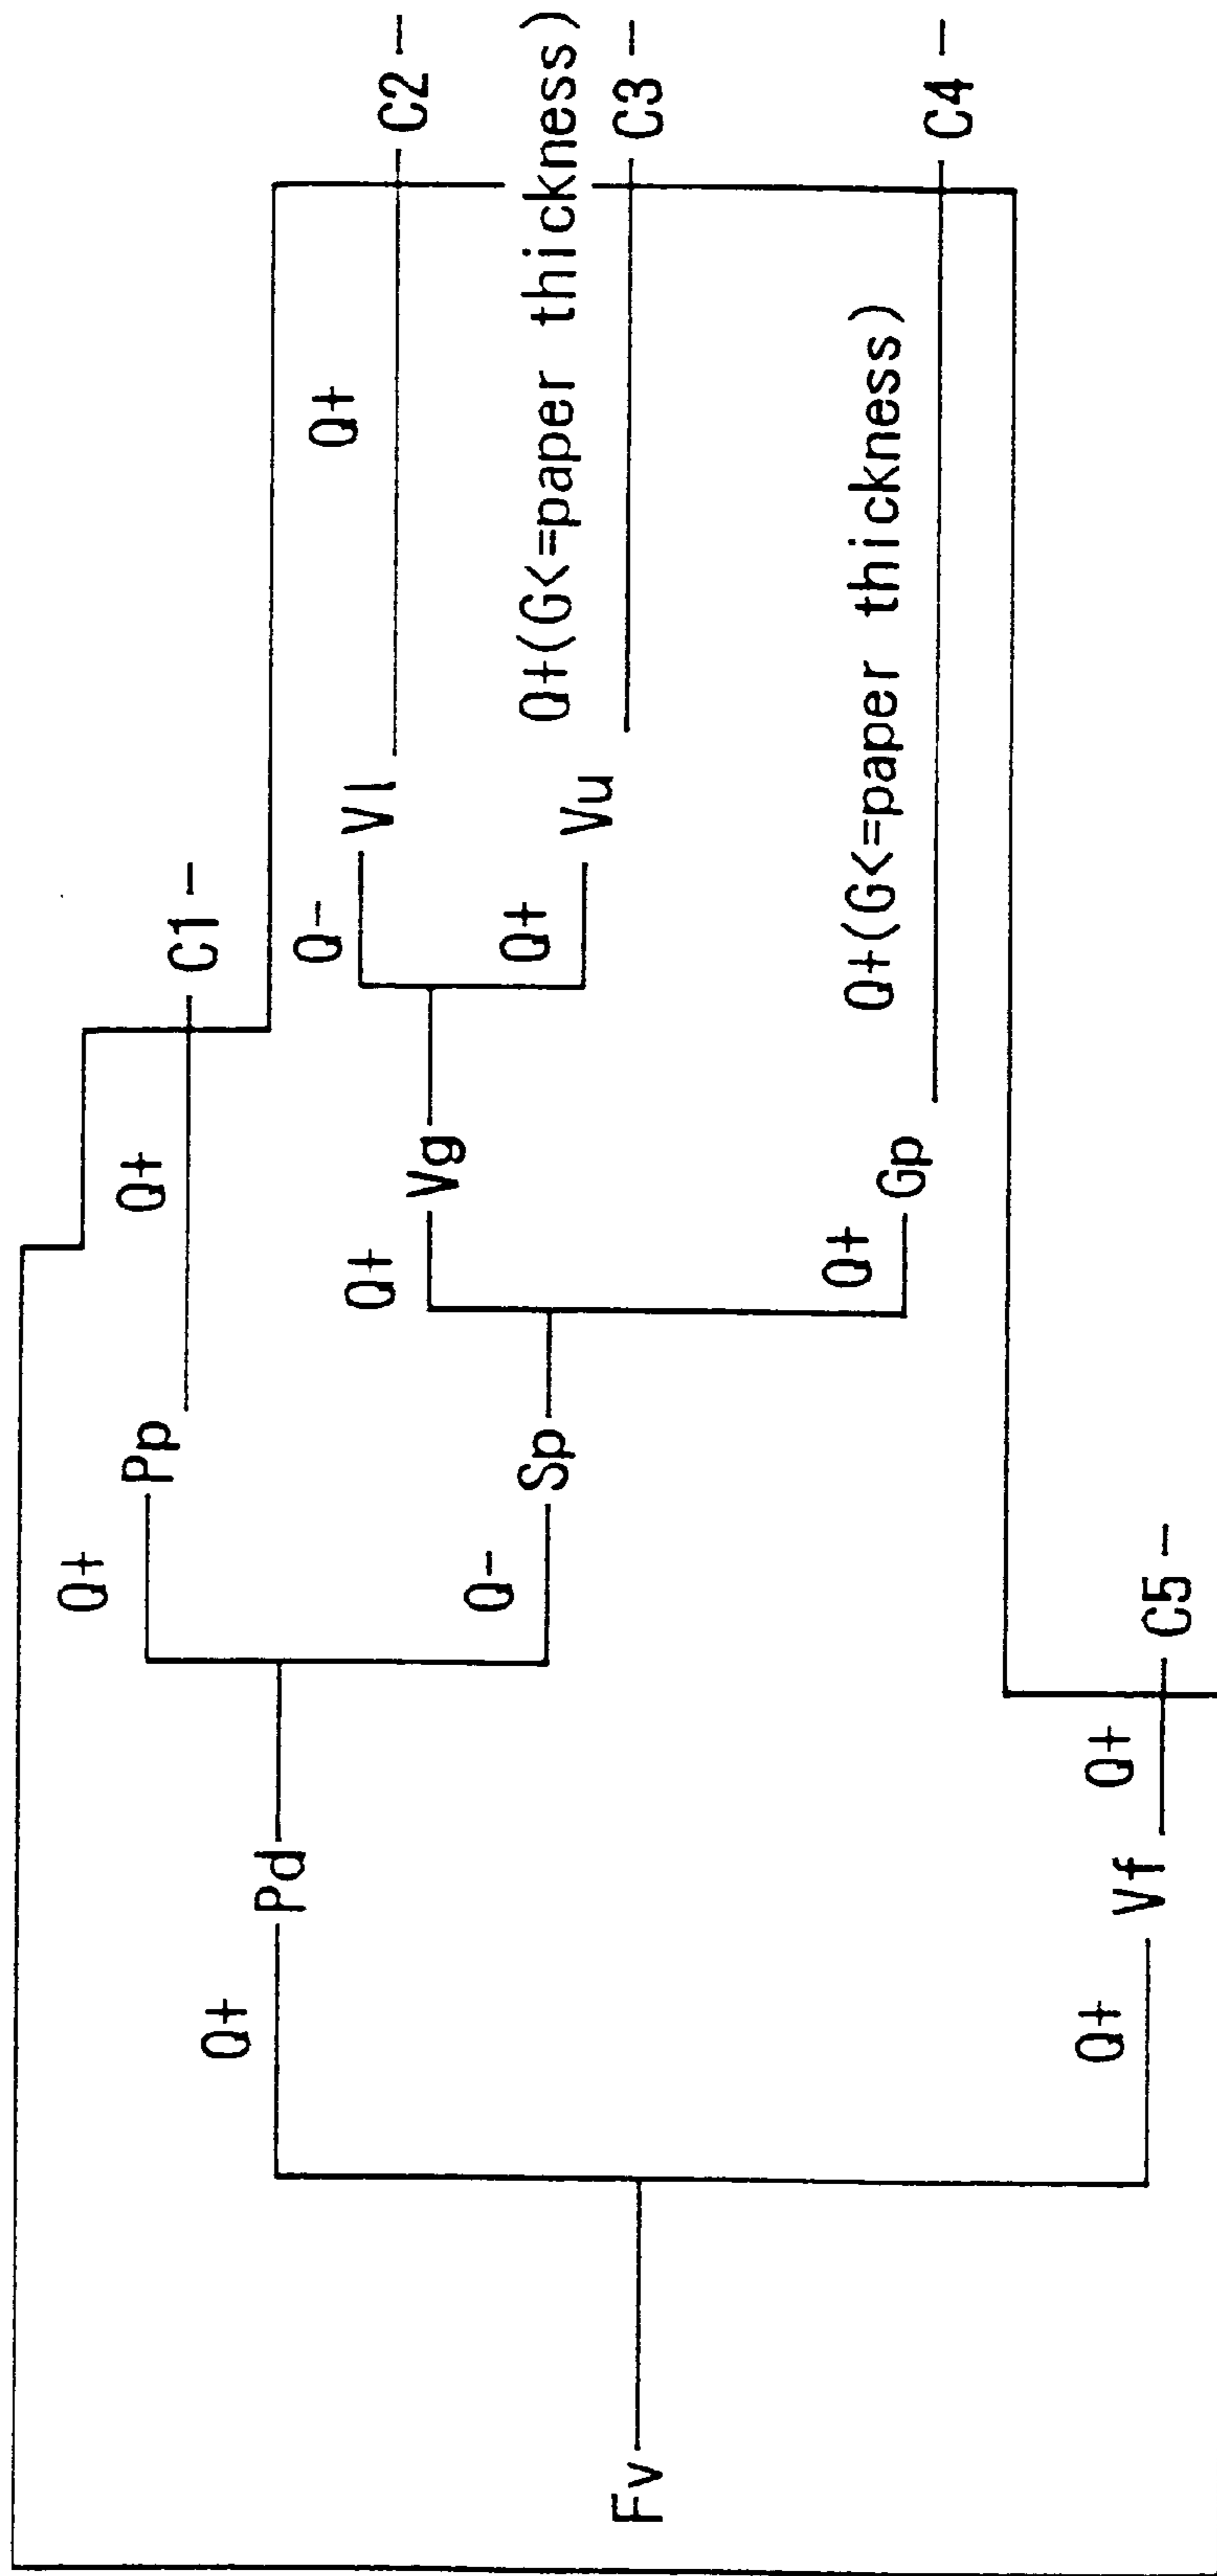 Q+
Pp
Q+
C1 -
Q+
Pd
Q-
Vl
Q+
C2 -
Q+
Vg
Q+
Vu
Q+(G<=paper thickness)
C3 -
Q-
Sp
Q+
Gp
Q+(G<=paper thickness)
C4 -
Fv
Q+
Vf
Q+
C5 -